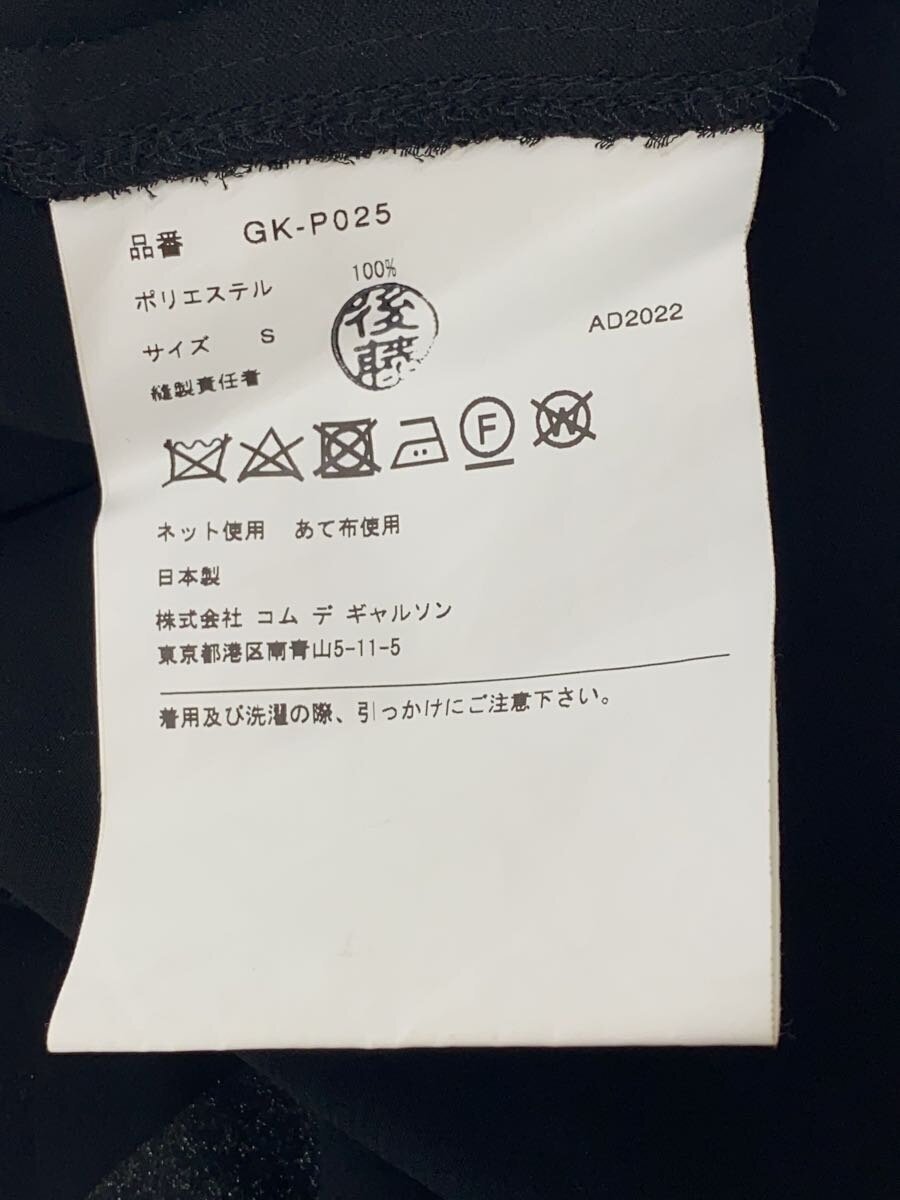 品番 GK-P025
ポリエステル 100%
サイズ S
後藤
AD2022
縫製責任者
F
W
ネット使用 あて布使用
日本製
株式会社 コム デ ギャルソン
東京都港区南青山5-11-5
着用及び洗濯の際、引っかけにご注意下さい。